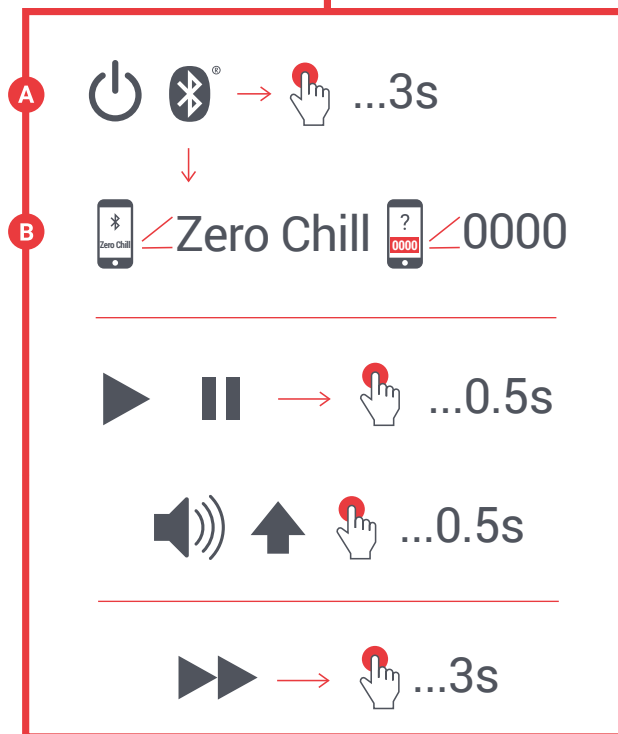 A ® ...3s
B Zero Chill Zero Chill ? 0000 0000
...0.5s
...0.5s
...3s